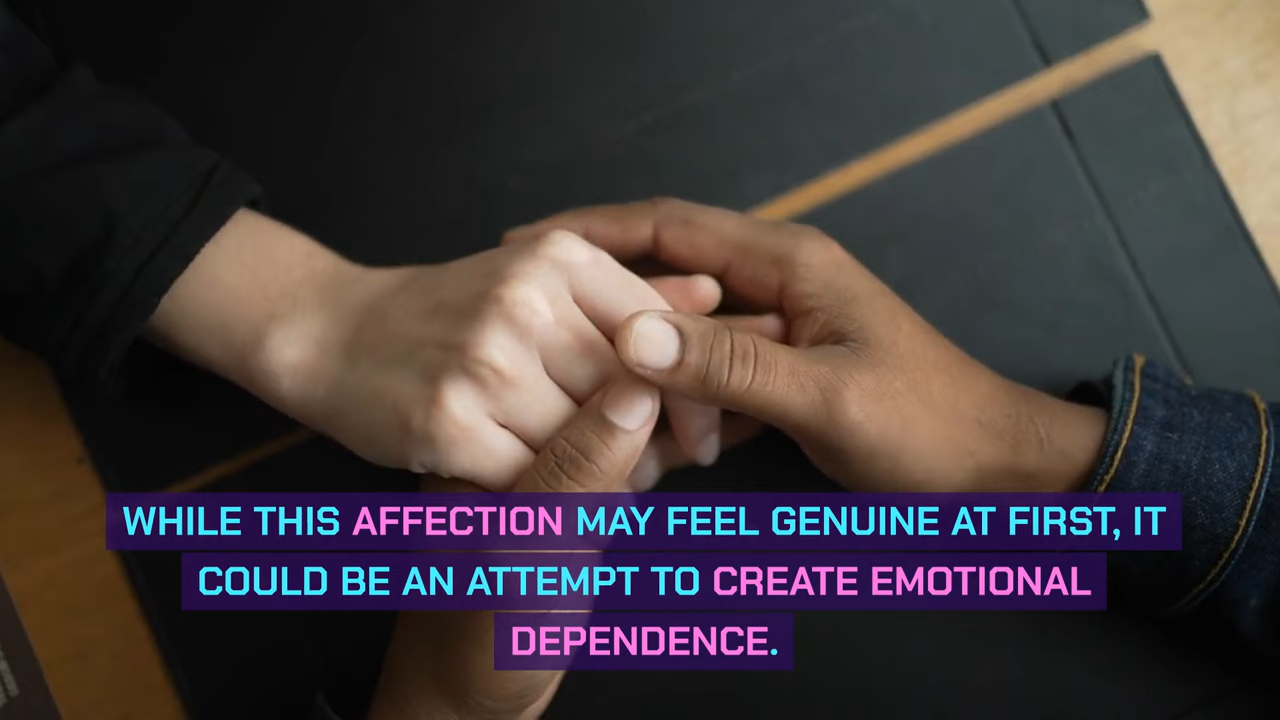 WHILE THIS AFFECTION MAY FEEL GENUINE AT FIRST, IT
COULD BE AN ATTEMPT TO CREATE EMOTIONAL
DEPENDENCE.